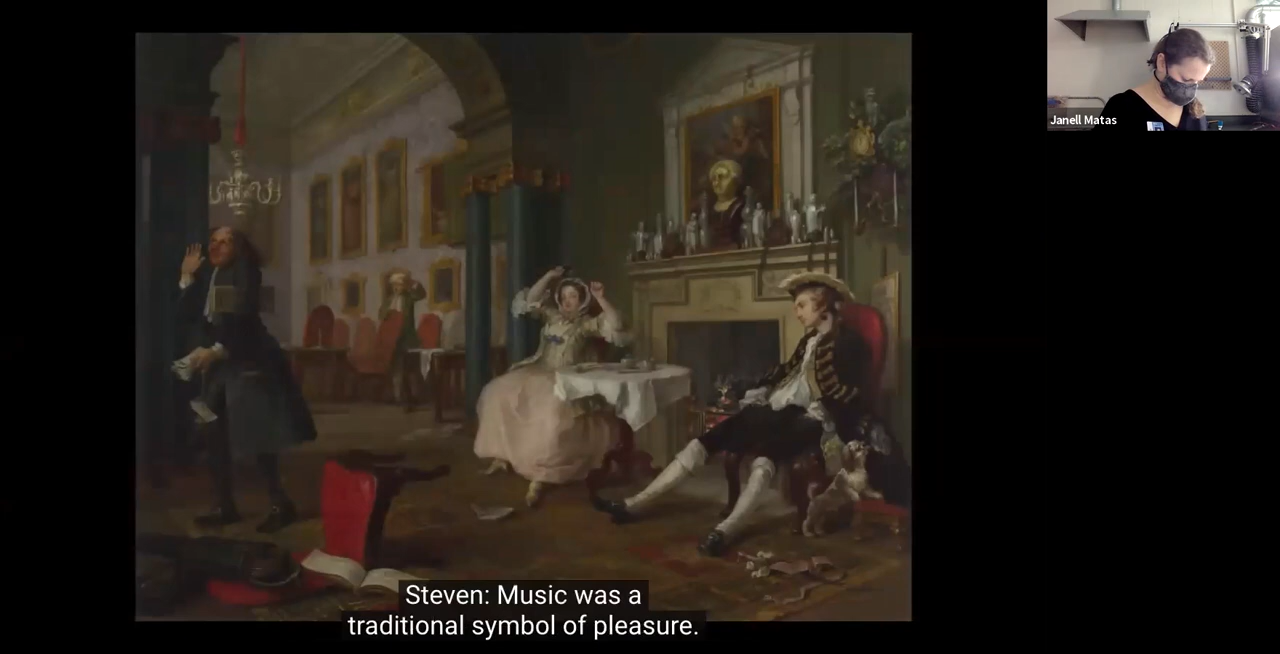 Janell Matas
Steven: Music was a
traditional symbol of pleasure.